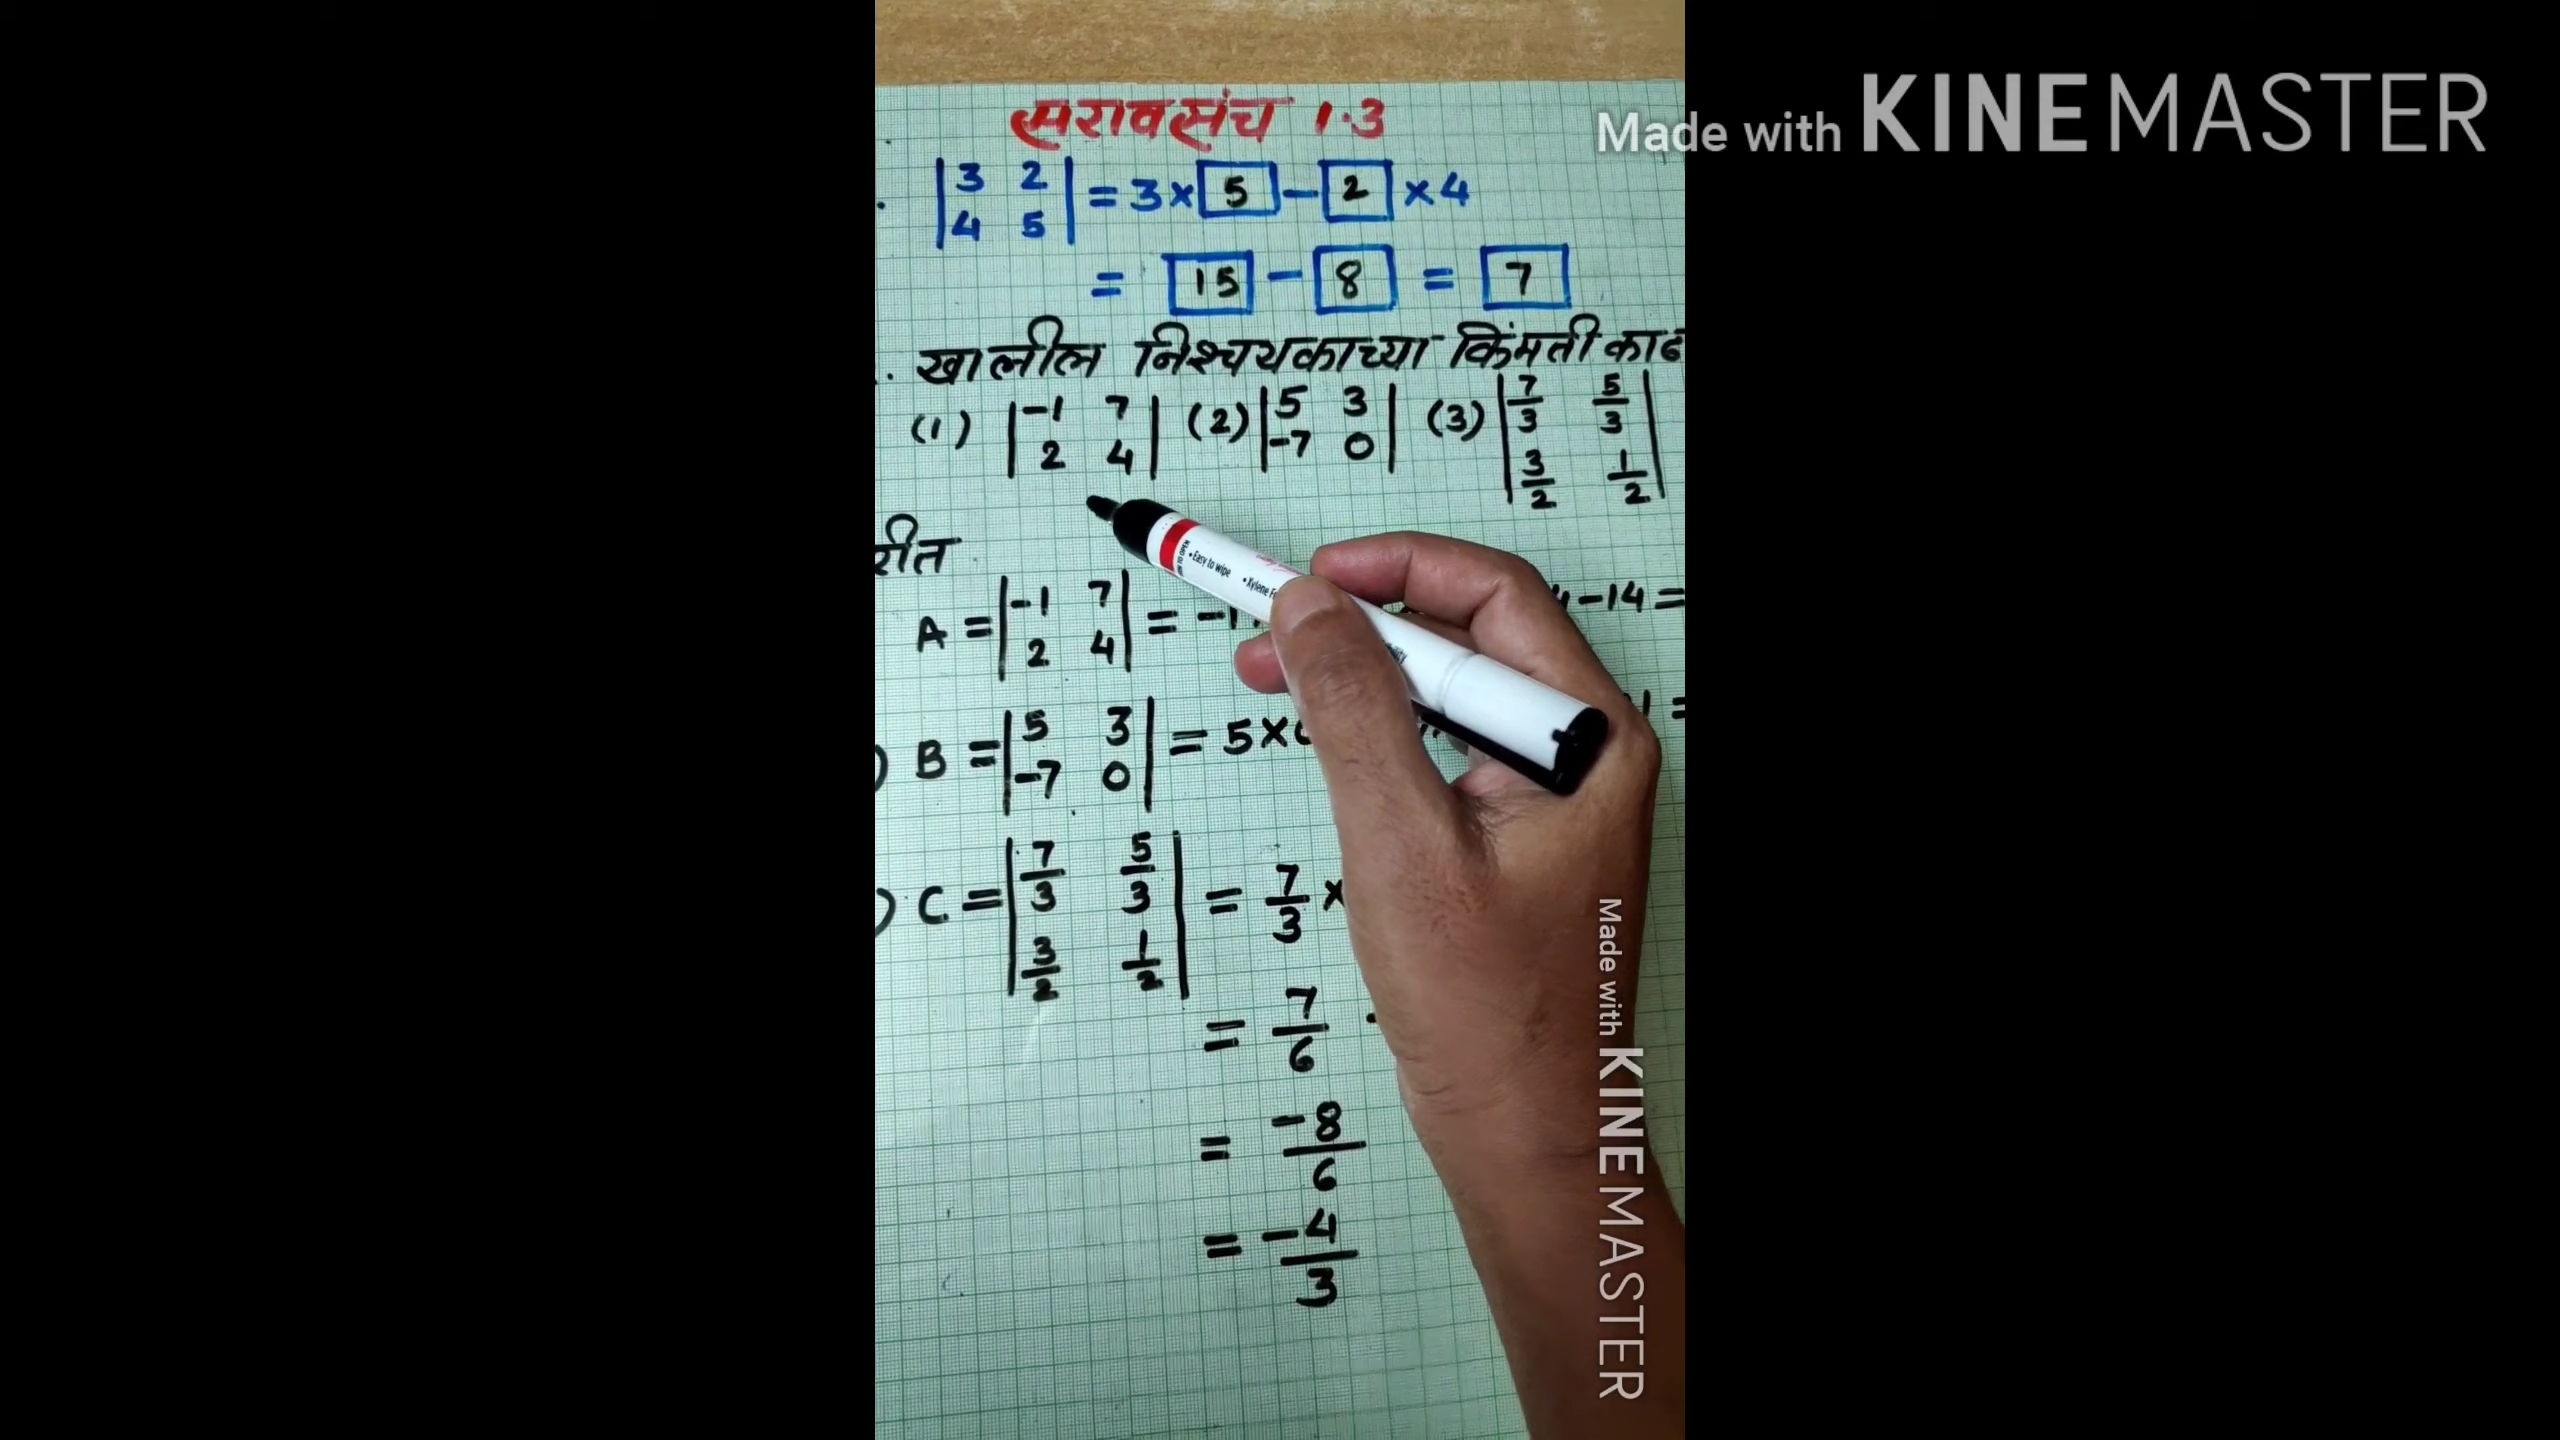 सरावसंच 1.3
Made with KINEMASTER
| 3 2 | = 3 × 5 − 2 × 4
| 4 5 |
= 15 − 8 = 7
खालील निश्चयकाच्या किंमती
(1) | -1 7 | (2) | 5 3 | (3) | 7/3 5/3 |
| 2 4 | | -7 0 | | 3/2 1/2 |
रीत
A = | -1 7 | = -1 -14 =
| 2 4 |
B = | 5 3 | = 5 × =
| -7 0 |
) C = | 7/3 5/3 | = 7/3 ×
| 3/2 1/2 |
= 7/6
= -8/6
= -4/3
• Easy to wipe
Made with KINEMASTER